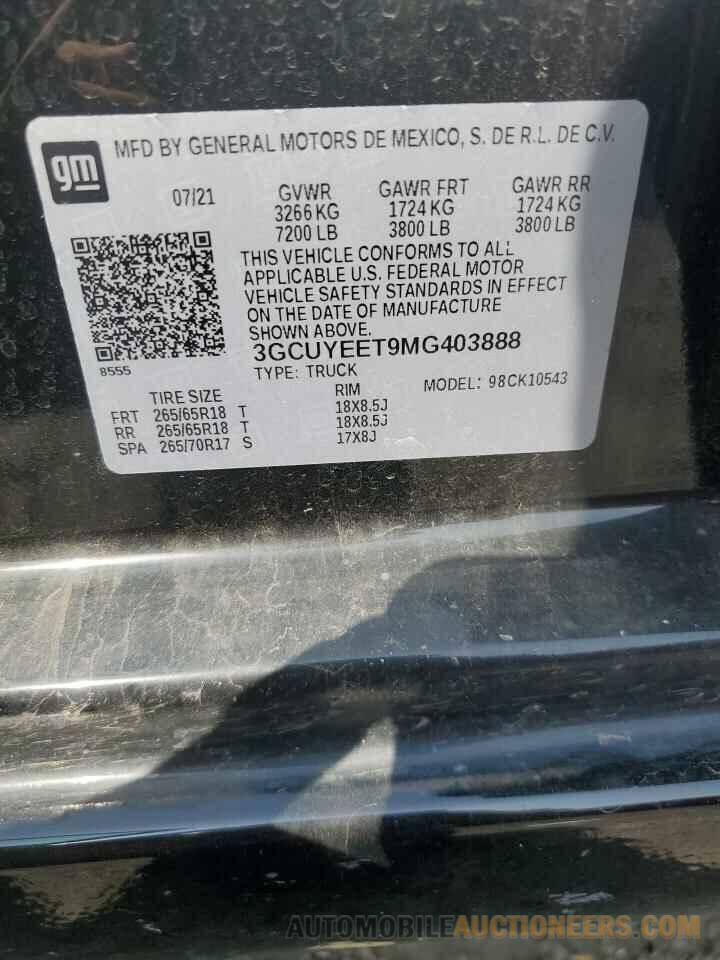 gm
MFD BY GENERAL MOTORS DE MEXICO, S. DE R.L. DE C.V.
07/21 GVWR GAWR FRT GAWR RR
3266 KG 1724 KG 1724 KG
7200 LB 3800 LB 3800 LB
THIS VEHICLE CONFORMS TO ALL
APPLICABLE U.S. FEDERAL MOTOR
VEHICLE SAFETY STANDARDS IN EFFECT
ON THE DATE OF MANUFACTURE
SHOWN ABOVE.
3GCUYEET9MG403888
8555
TYPE: TRUCK MODEL: 98CK10543
TIRE SIZE RIM
FRT 265/65R18 T 18X8.5J
RR 265/65R18 T 18X8.5J
SPA 265/70R17 S 17X8J
AUTOMOBILEAUCTIONEERS.COM